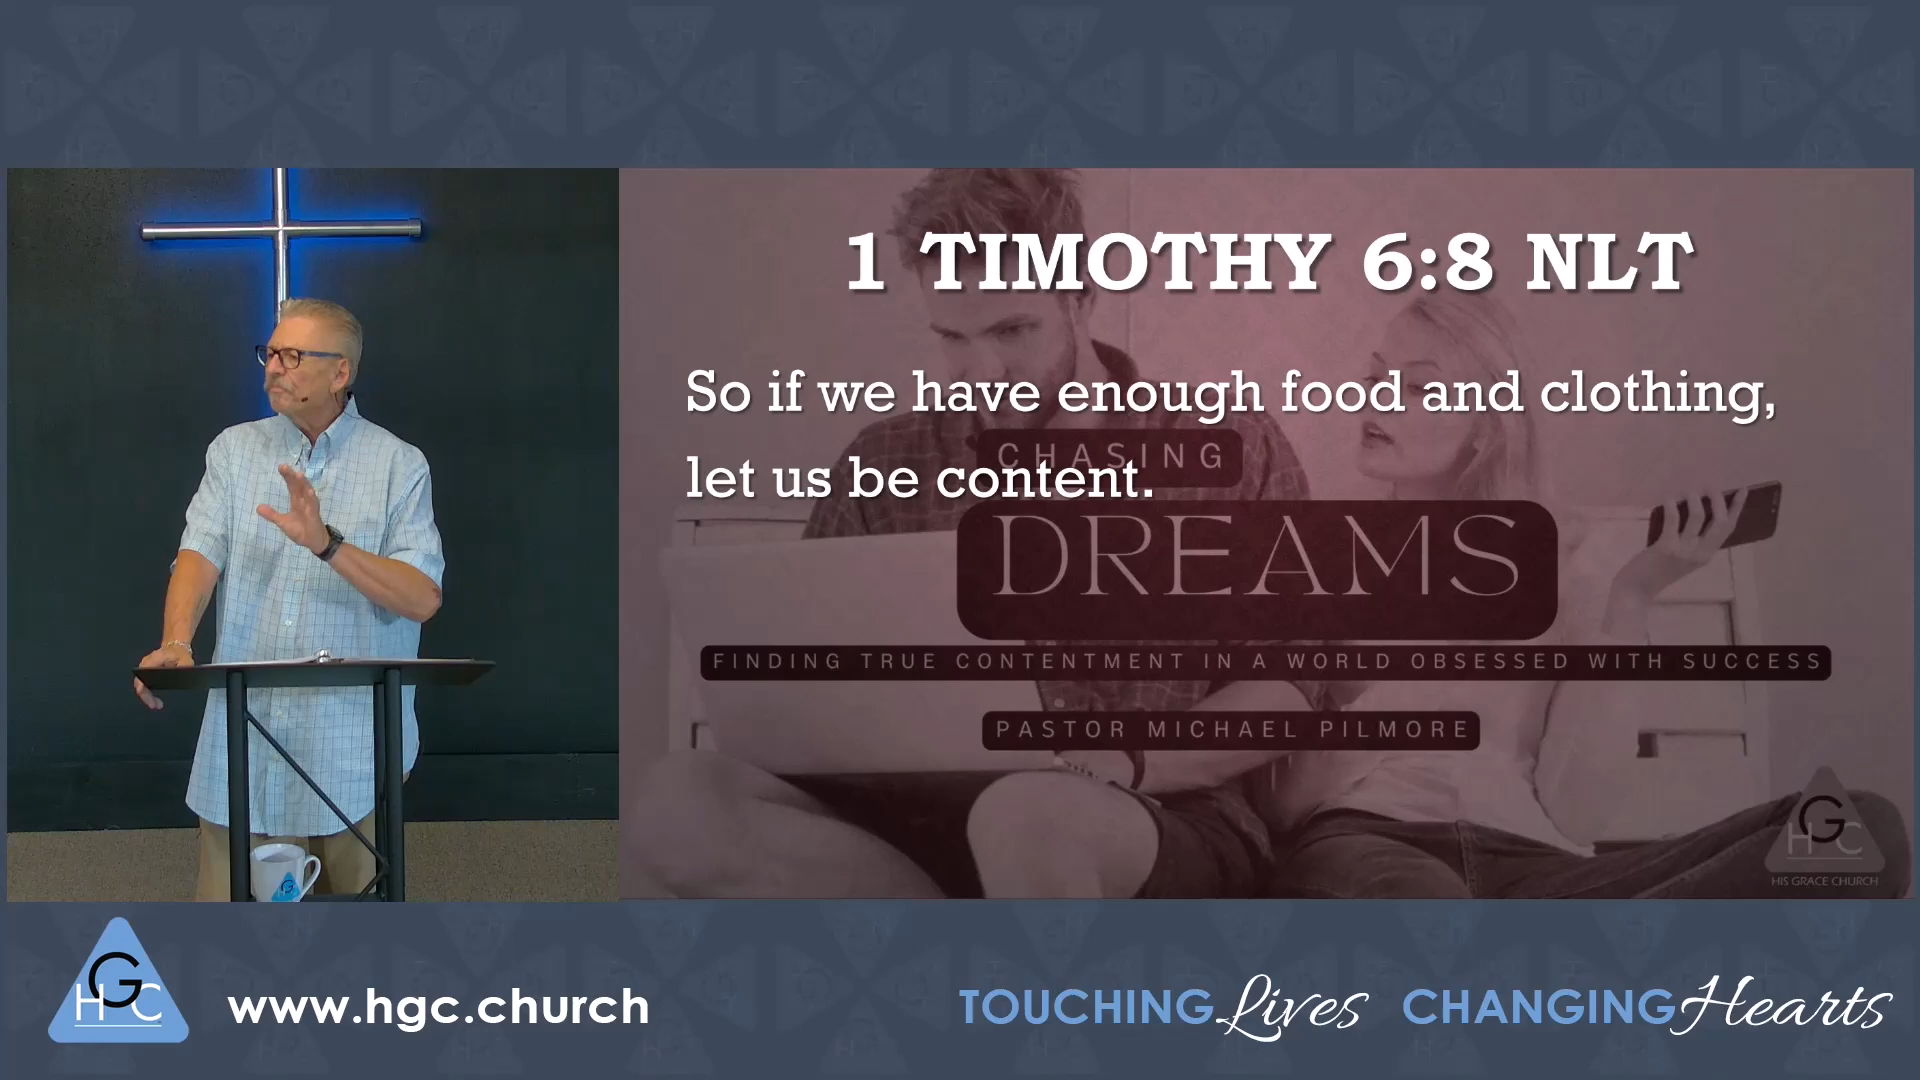 1 TIMOTHY 6:8 NLT
So if we have enough food and clothing,
let us be content.
CHASING
DREAMS
FINDING TRUE CONTENTMENT IN A WORLD OBSESSED WITH SUCCESS
PASTOR MICHAEL PILMORE
HGC
HIS GRACE CHURCH
G
HGC
www.hgc.church
TOUCHING Lives CHANGING Hearts